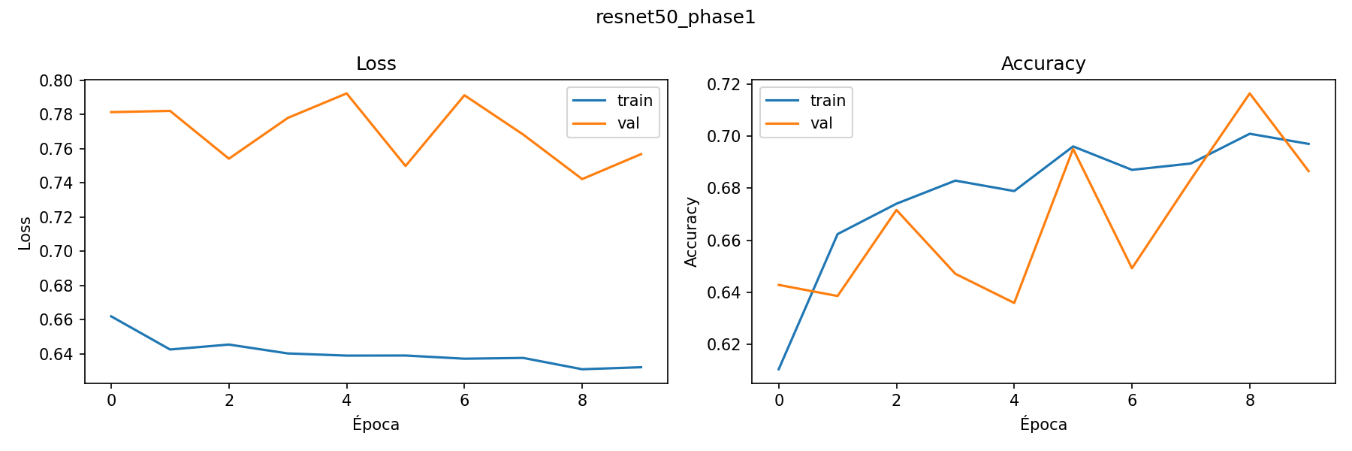 resnet50_phase1
Loss
0.80
0.78
0.76
0.74
0.72
0.70
0.68
0.66
0.64
Loss
0 2 4 6 8
Época
train
val
Accuracy
0.72
0.70
0.68
0.66
0.64
0.62
Accuracy
0 2 4 6 8
Época
train
val